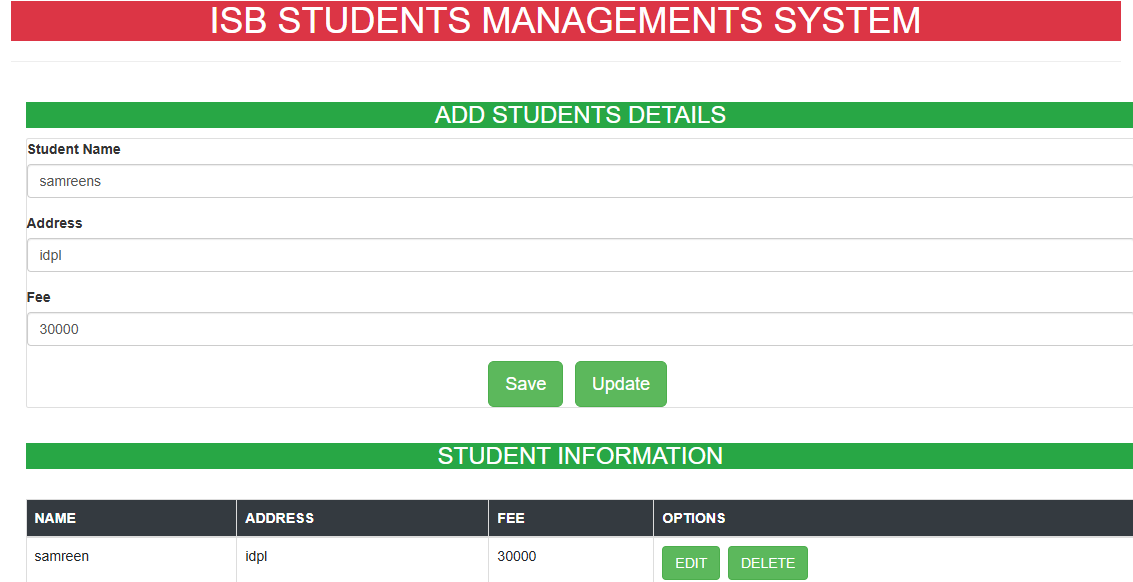 ISB STUDENTS MANAGEMENTS SYSTEM
ADD STUDENTS DETAILS
Student Name
samreens
Address
idpl
Fee
30000
Save Update
STUDENT INFORMATION
NAME ADDRESS FEE OPTIONS
samreen idpl 30000 EDIT DELETE